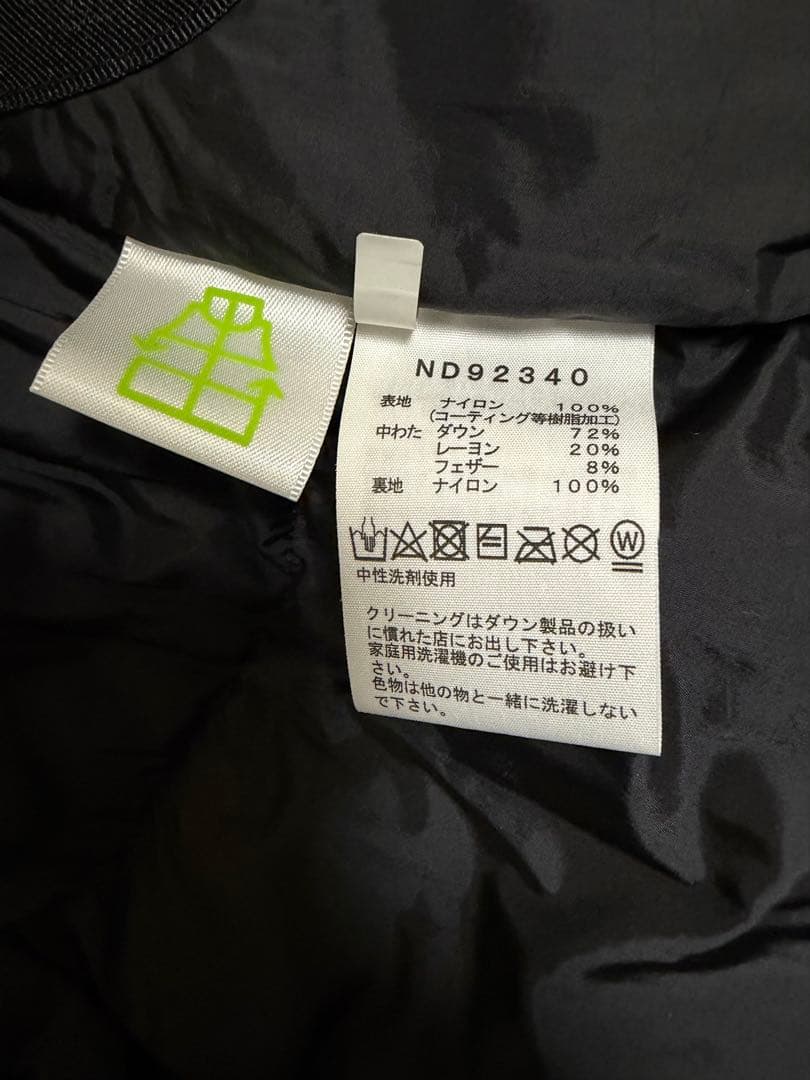 ND92340
表地 ナイロン 100%
(コーティング等樹脂加工)
中わた ダウン 72%
レーヨン 20%
フェザー 8%
裏地 ナイロン 100%
W
中性洗剤使用
クリーニングはダウン製品の扱い
に慣れた店にお出し下さい。
家庭用洗濯機のご使用はお避け下
さい。
色物は他の物と一緒に洗濯しない
で下さい。